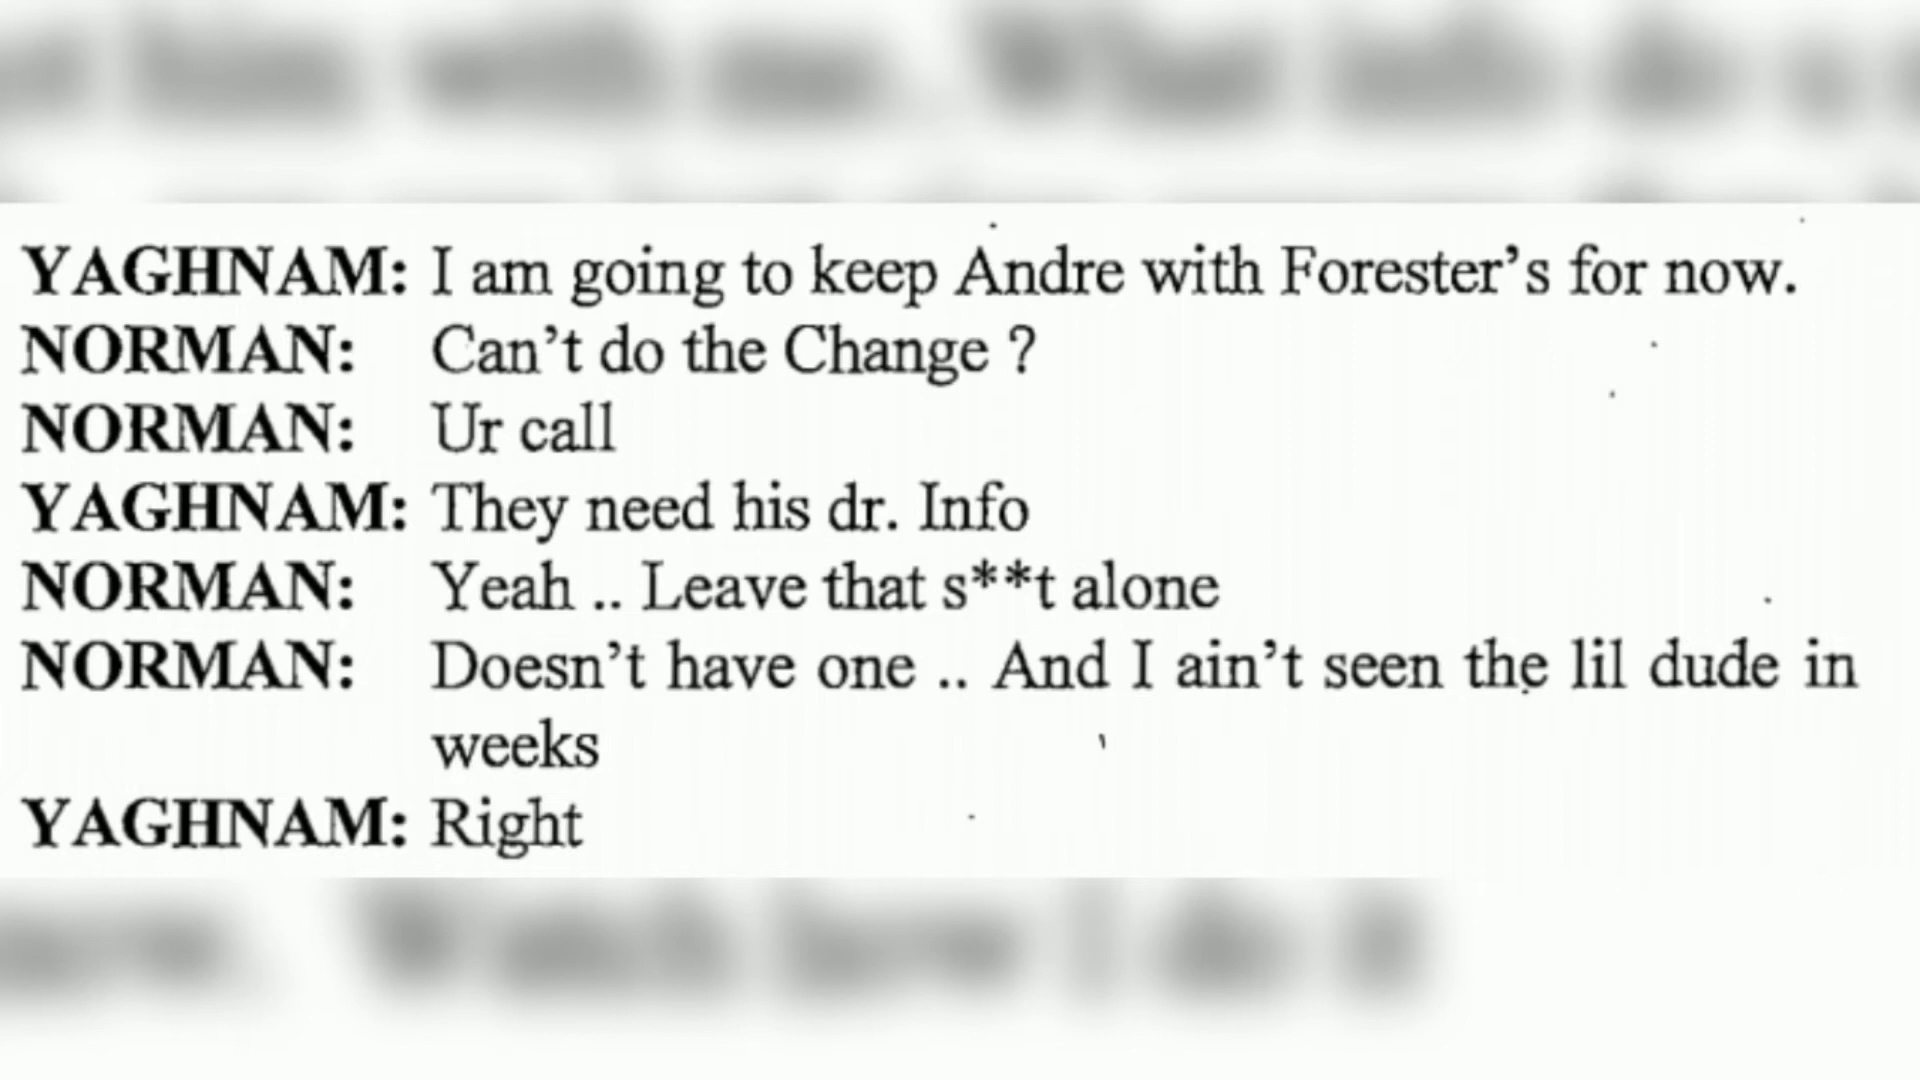 YAGHNAM: I am going to keep Andre with Forester's for now.
NORMAN: Can't do the Change ?
NORMAN: Ur call
YAGHNAM: They need his dr. Info
NORMAN: Yeah .. Leave that s**t alone
NORMAN: Doesn't have one .. And I ain't seen the lil dude in
weeks
YAGHNAM: Right